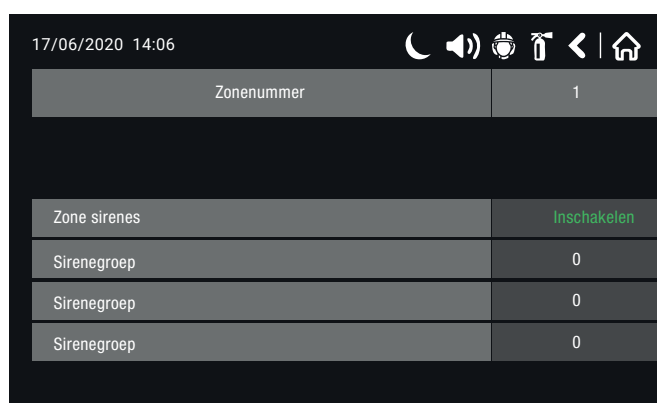 17/06/2020 14:06
Zonenummer 1
Zone sirenes Inschakelen
Sirenegroep 0
Sirenegroep 0
Sirenegroep 0